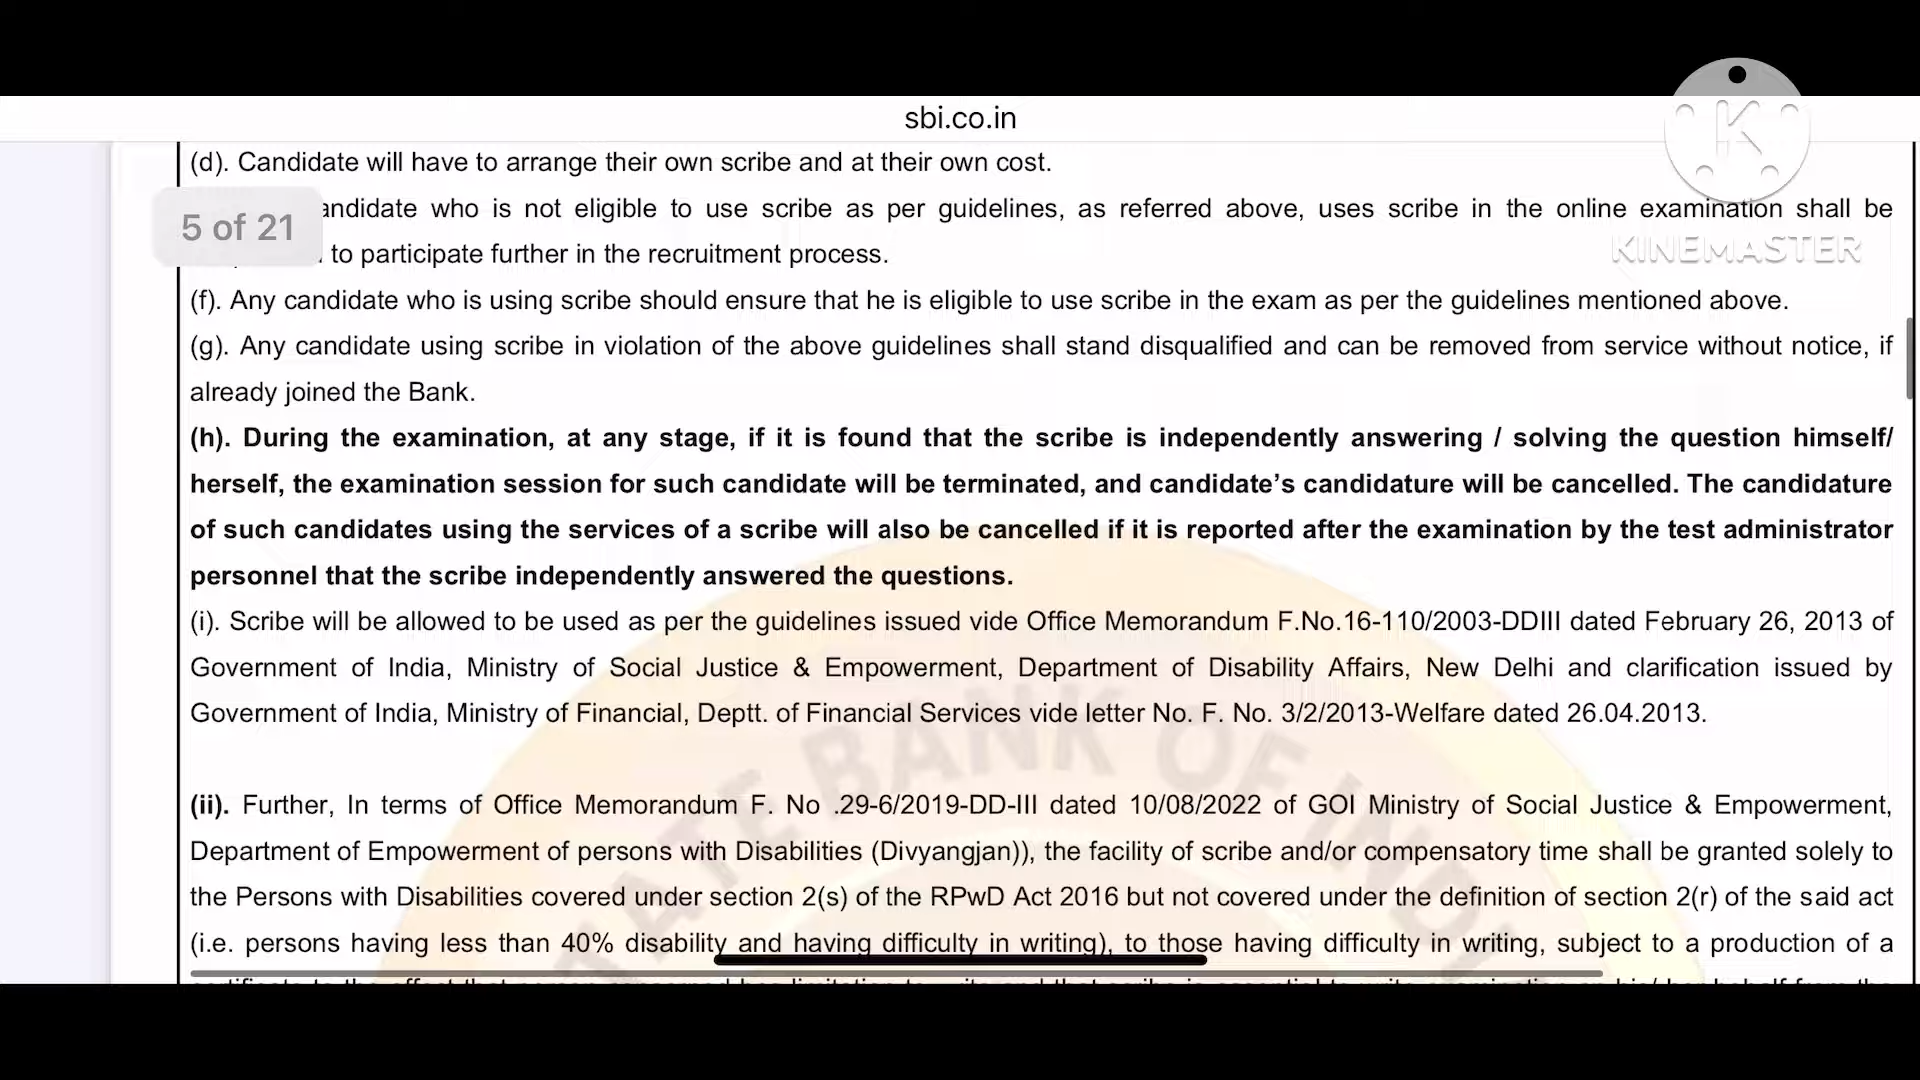 sbi.co.in
(d). Candidate will have to arrange their own scribe and at their own cost.
5 of 21
andidate who is not eligible to use scribe as per guidelines, as referred above, uses scribe in the online examination shall be
to participate further in the recruitment process.
KINEMASTER
(f). Any candidate who is using scribe should ensure that he is eligible to use scribe in the exam as per the guidelines mentioned above.
(g). Any candidate using scribe in violation of the above guidelines shall stand disqualified and can be removed from service without notice, if
already joined the Bank.
(h). During the examination, at any stage, if it is found that the scribe is independently answering / solving the question himself/
herself, the examination session for such candidate will be terminated, and candidate’s candidature will be cancelled. The candidature
of such candidates using the services of a scribe will also be cancelled if it is reported after the examination by the test administrator
personnel that the scribe independently answered the questions.
(i). Scribe will be allowed to be used as per the guidelines issued vide Office Memorandum F.No.16-110/2003-DDIII dated February 26, 2013 of
Government of India, Ministry of Social Justice & Empowerment, Department of Disability Affairs, New Delhi and clarification issued by
Government of India, Ministry of Financial, Deptt. of Financial Services vide letter No. F. No. 3/2/2013-Welfare dated 26.04.2013.
(ii). Further, In terms of Office Memorandum F. No .29-6/2019-DD-III dated 10/08/2022 of GOI Ministry of Social Justice & Empowerment,
Department of Empowerment of persons with Disabilities (Divyangjan)), the facility of scribe and/or compensatory time shall be granted solely to
the Persons with Disabilities covered under section 2(s) of the RPwD Act 2016 but not covered under the definition of section 2(r) of the said act
(i.e. persons having less than 40% disability and having difficulty in writing), to those having difficulty in writing, subject to a production of a